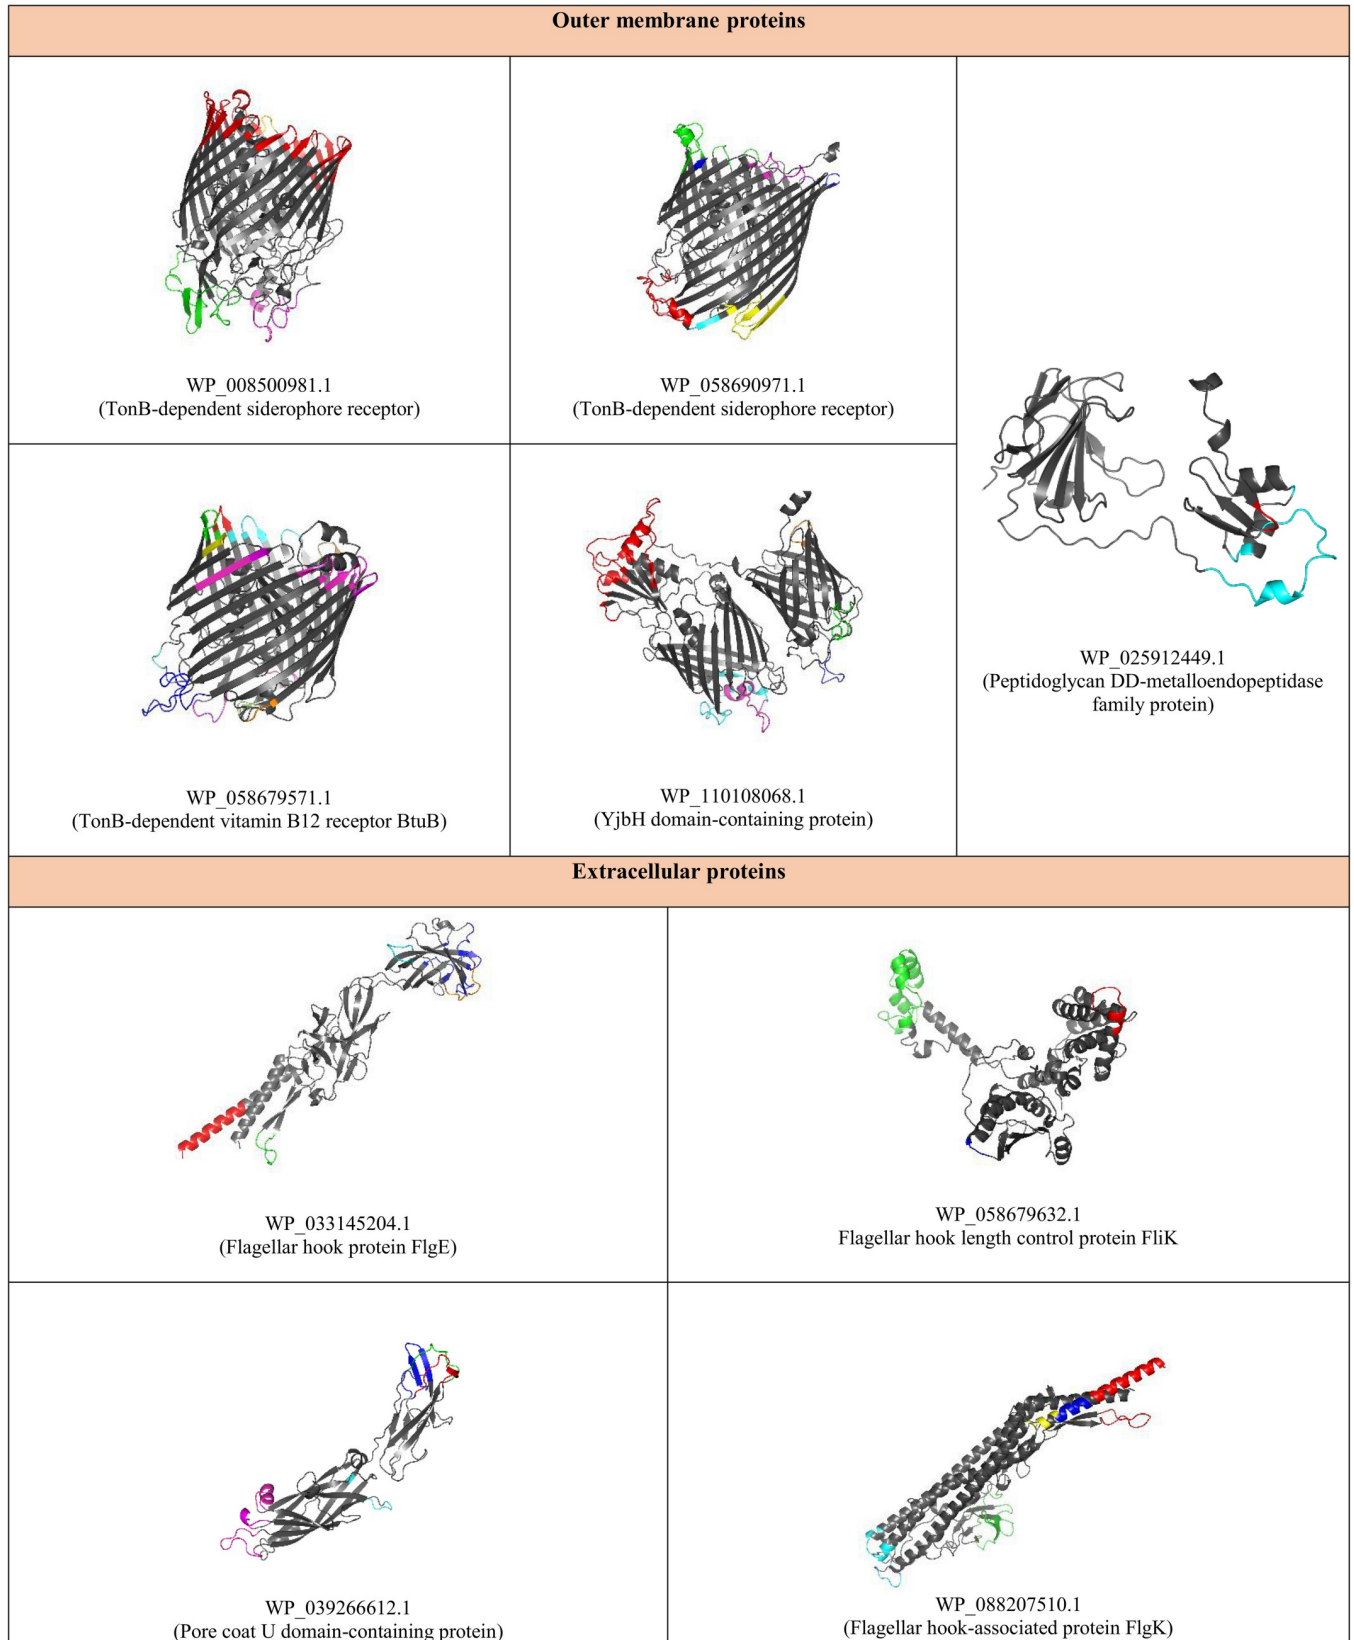 Outer membrane proteins
WP_008500981.1
(TonB-dependent siderophore receptor)
WP_058690971.1
(TonB-dependent siderophore receptor)
WP_025912449.1
(Peptidoglycan DD-metalloendopeptidase
family protein)
WP_058679571.1
(TonB-dependent vitamin B12 receptor BtuB)
WP_110108068.1
(YjbH domain-containing protein)
Extracellular proteins
WP_033145204.1
(Flagellar hook protein FlgE)
WP_058679632.1
Flagellar hook length control protein FliK
WP_039266612.1
(Pore coat U domain-containing protein)
WP_088207510.1
(Flagellar hook-associated protein FlgK)